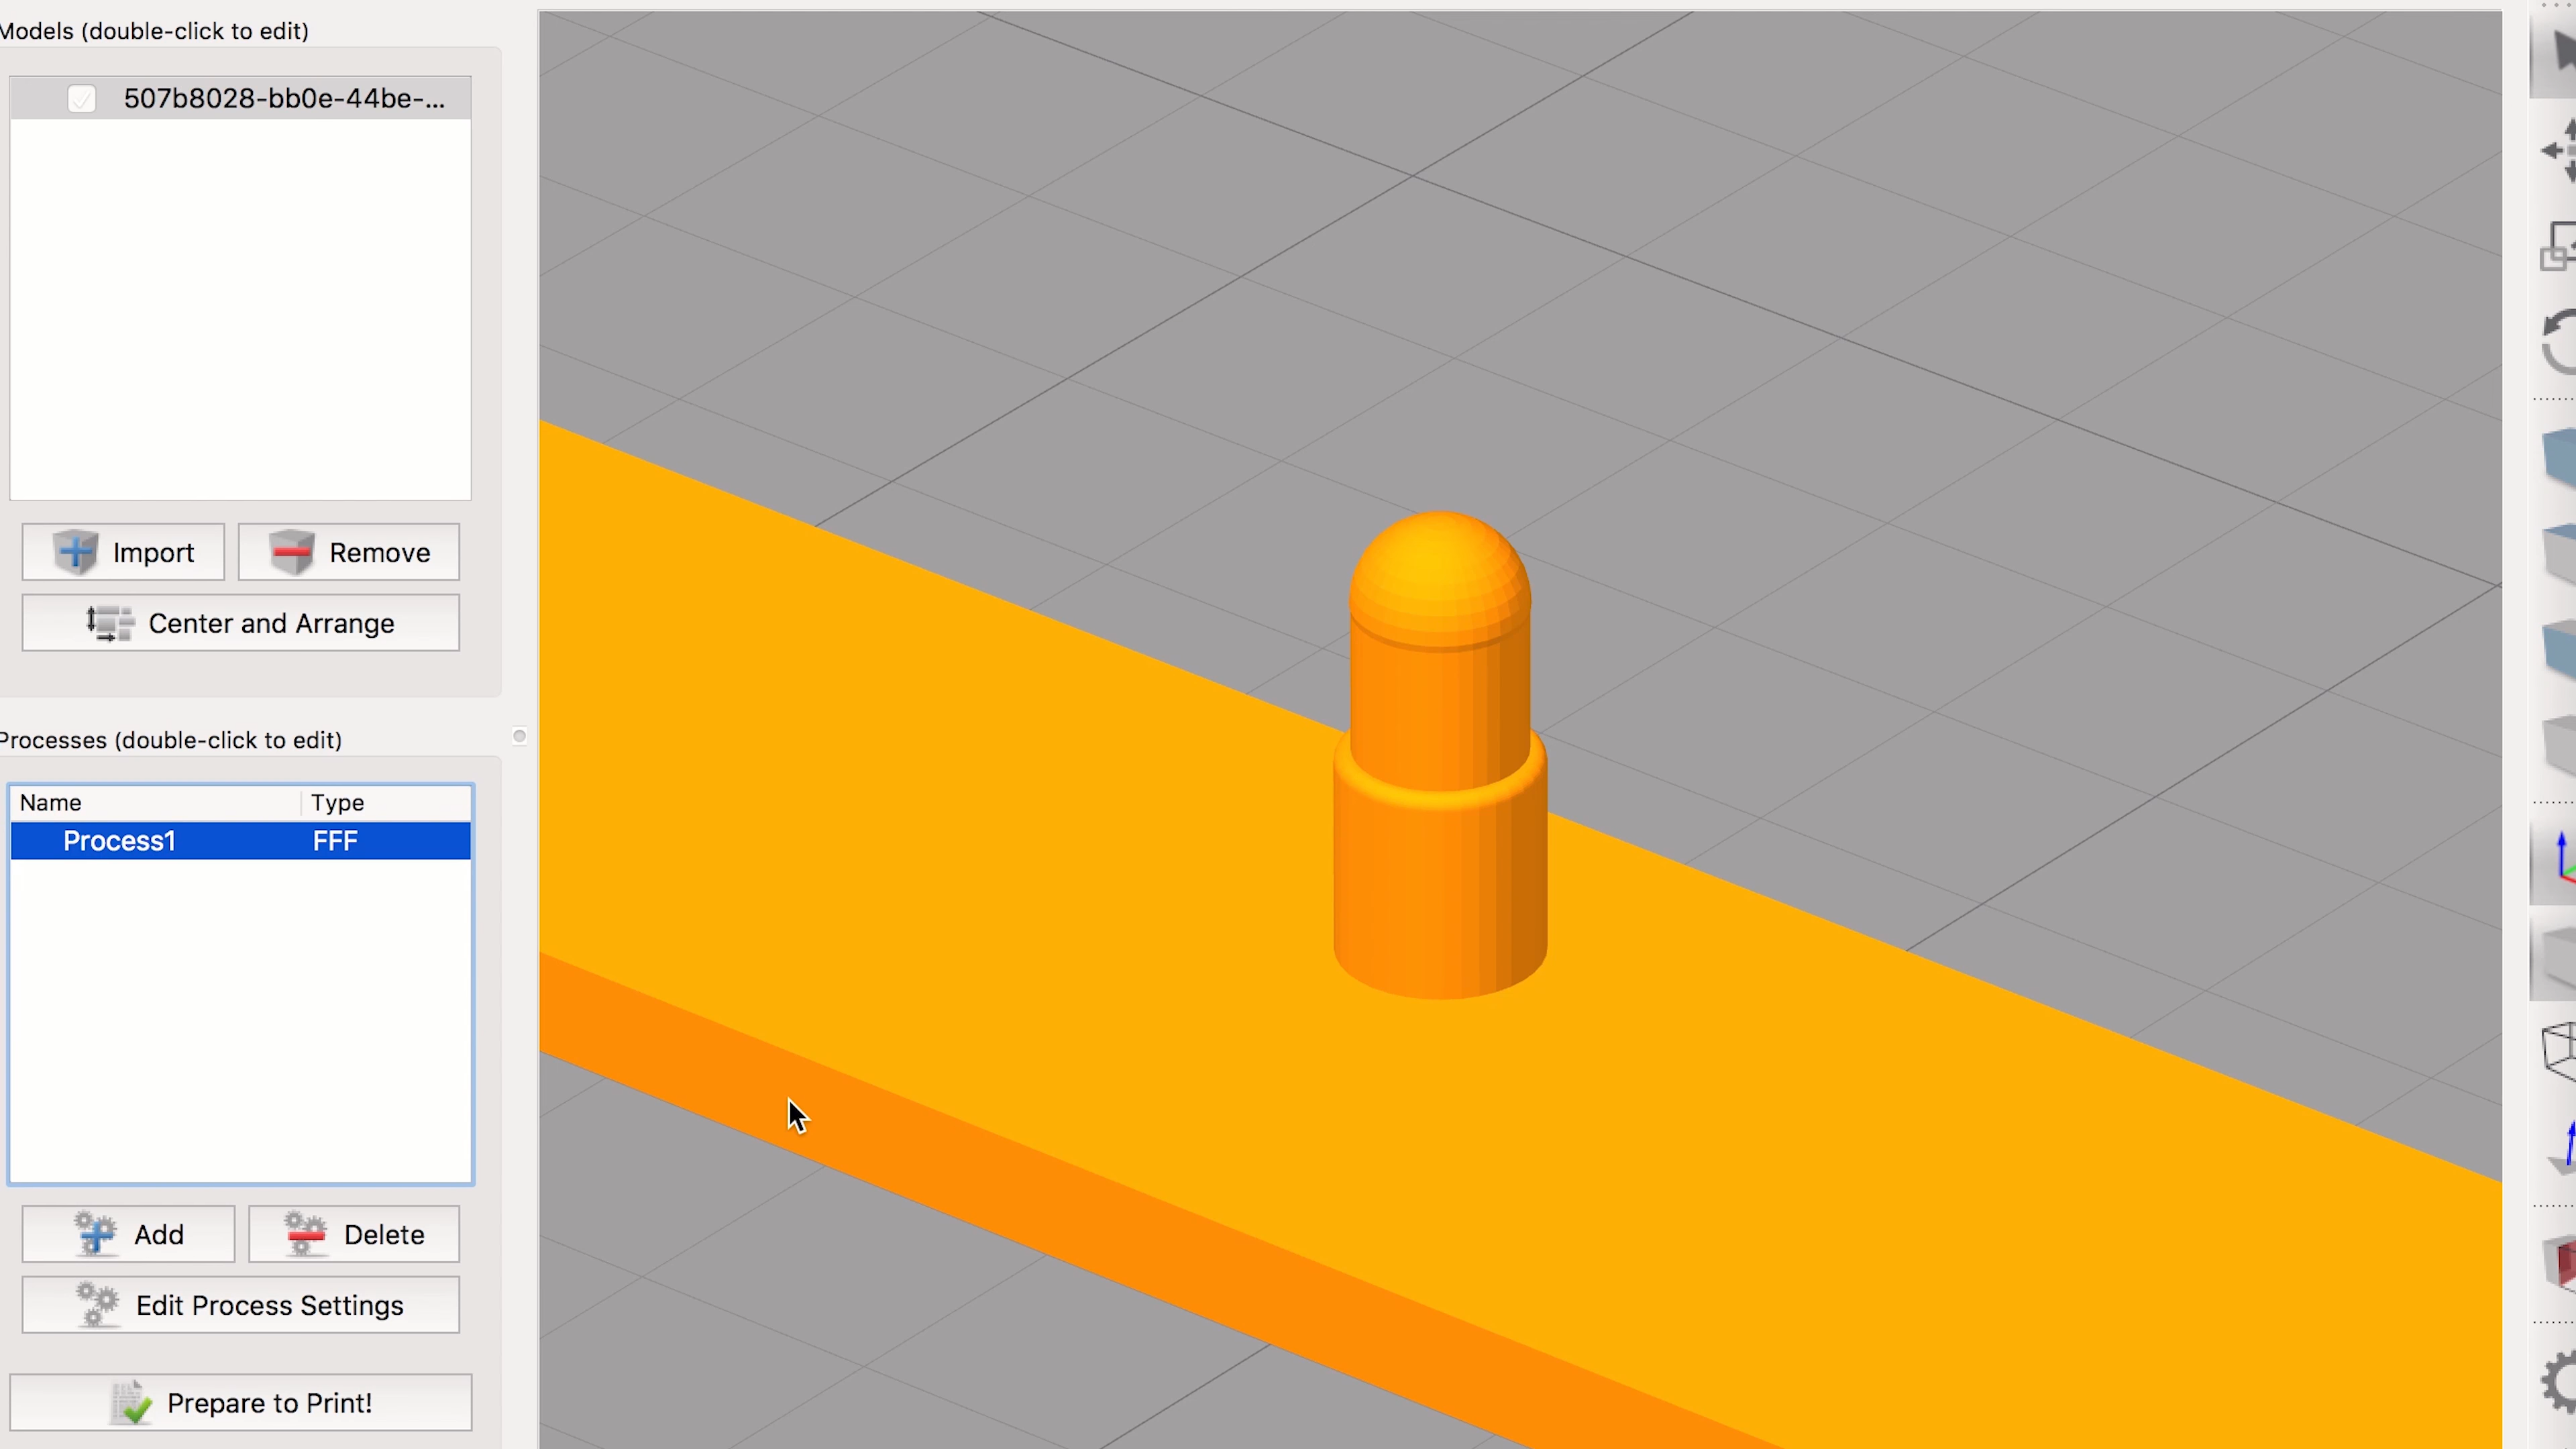 Models (double-click to edit)
507b8028-bb0e-44be-...
Import
Remove
Center and Arrange
Processes (double-click to edit)
Name Type
Process1 FFF
Add
Delete
Edit Process Settings
Prepare to Print!